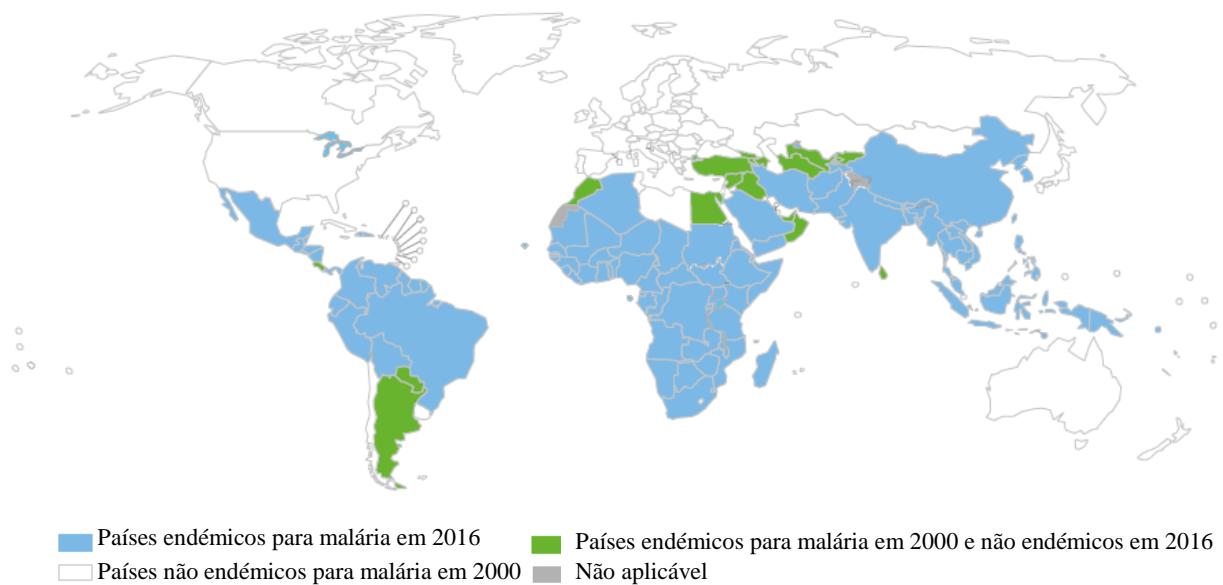 Países endémicos para malária em 2016
Países endémicos para malária em 2000 e não endémicos em 2016
Países não endémicos para malária em 2000
Não aplicável